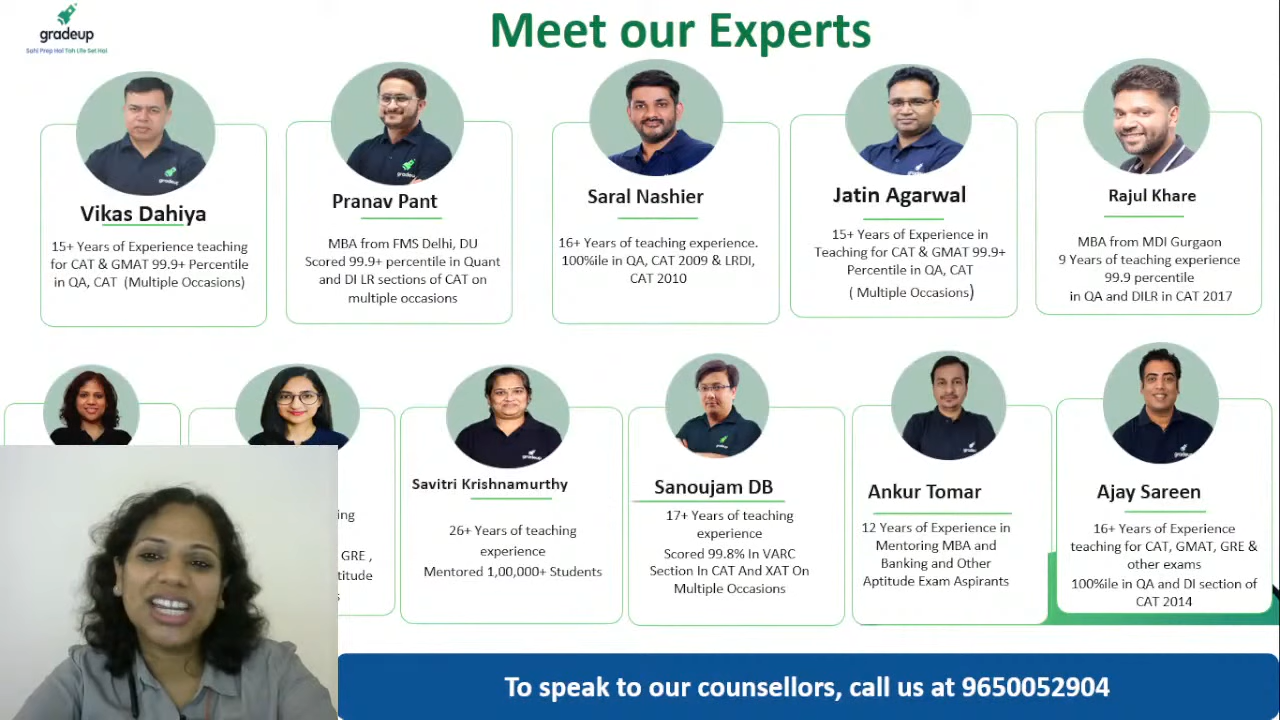 gradeup
Sahi Prep Hai Toh Life Set Hai
Meet our Experts
Vikas Dahiya
15+ Years of Experience teaching
for CAT & GMAT 99.9+ Percentile
in QA, CAT (Multiple Occasions)
gradeup
Pranav Pant
MBA from FMS Delhi, DU
Scored 99.9+ percentile in Quant
and DI LR sections of CAT on
multiple occasions
Saral Nashier
16+ Years of teaching experience.
100%ile in QA, CAT 2009 & LRDI,
CAT 2010
Jatin Agarwal
15+ Years of Experience in
Teaching for CAT & GMAT 99.9+
Percentile in QA, CAT
( Multiple Occasions)
Rajul Khare
MBA from MDI Gurgaon
9 Years of teaching experience
99.9 percentile
in QA and DILR in CAT 2017
GRE ,
Savitri Krishnamurthy
26+ Years of teaching
experience
Mentored 1,00,000+ Students
Sanoujam DB
17+ Years of teaching
experience
Scored 99.8% In VARC
Section In CAT And XAT On
Multiple Occasions
Ankur Tomar
12 Years of Experience in
Mentoring MBA and
Banking and Other
Aptitude Exam Aspirants
Ajay Sareen
16+ Years of Experience
teaching for CAT, GMAT, GRE &
other exams
100%ile in QA and DI section of
CAT 2014
To speak to our counsellors, call us at 9650052904